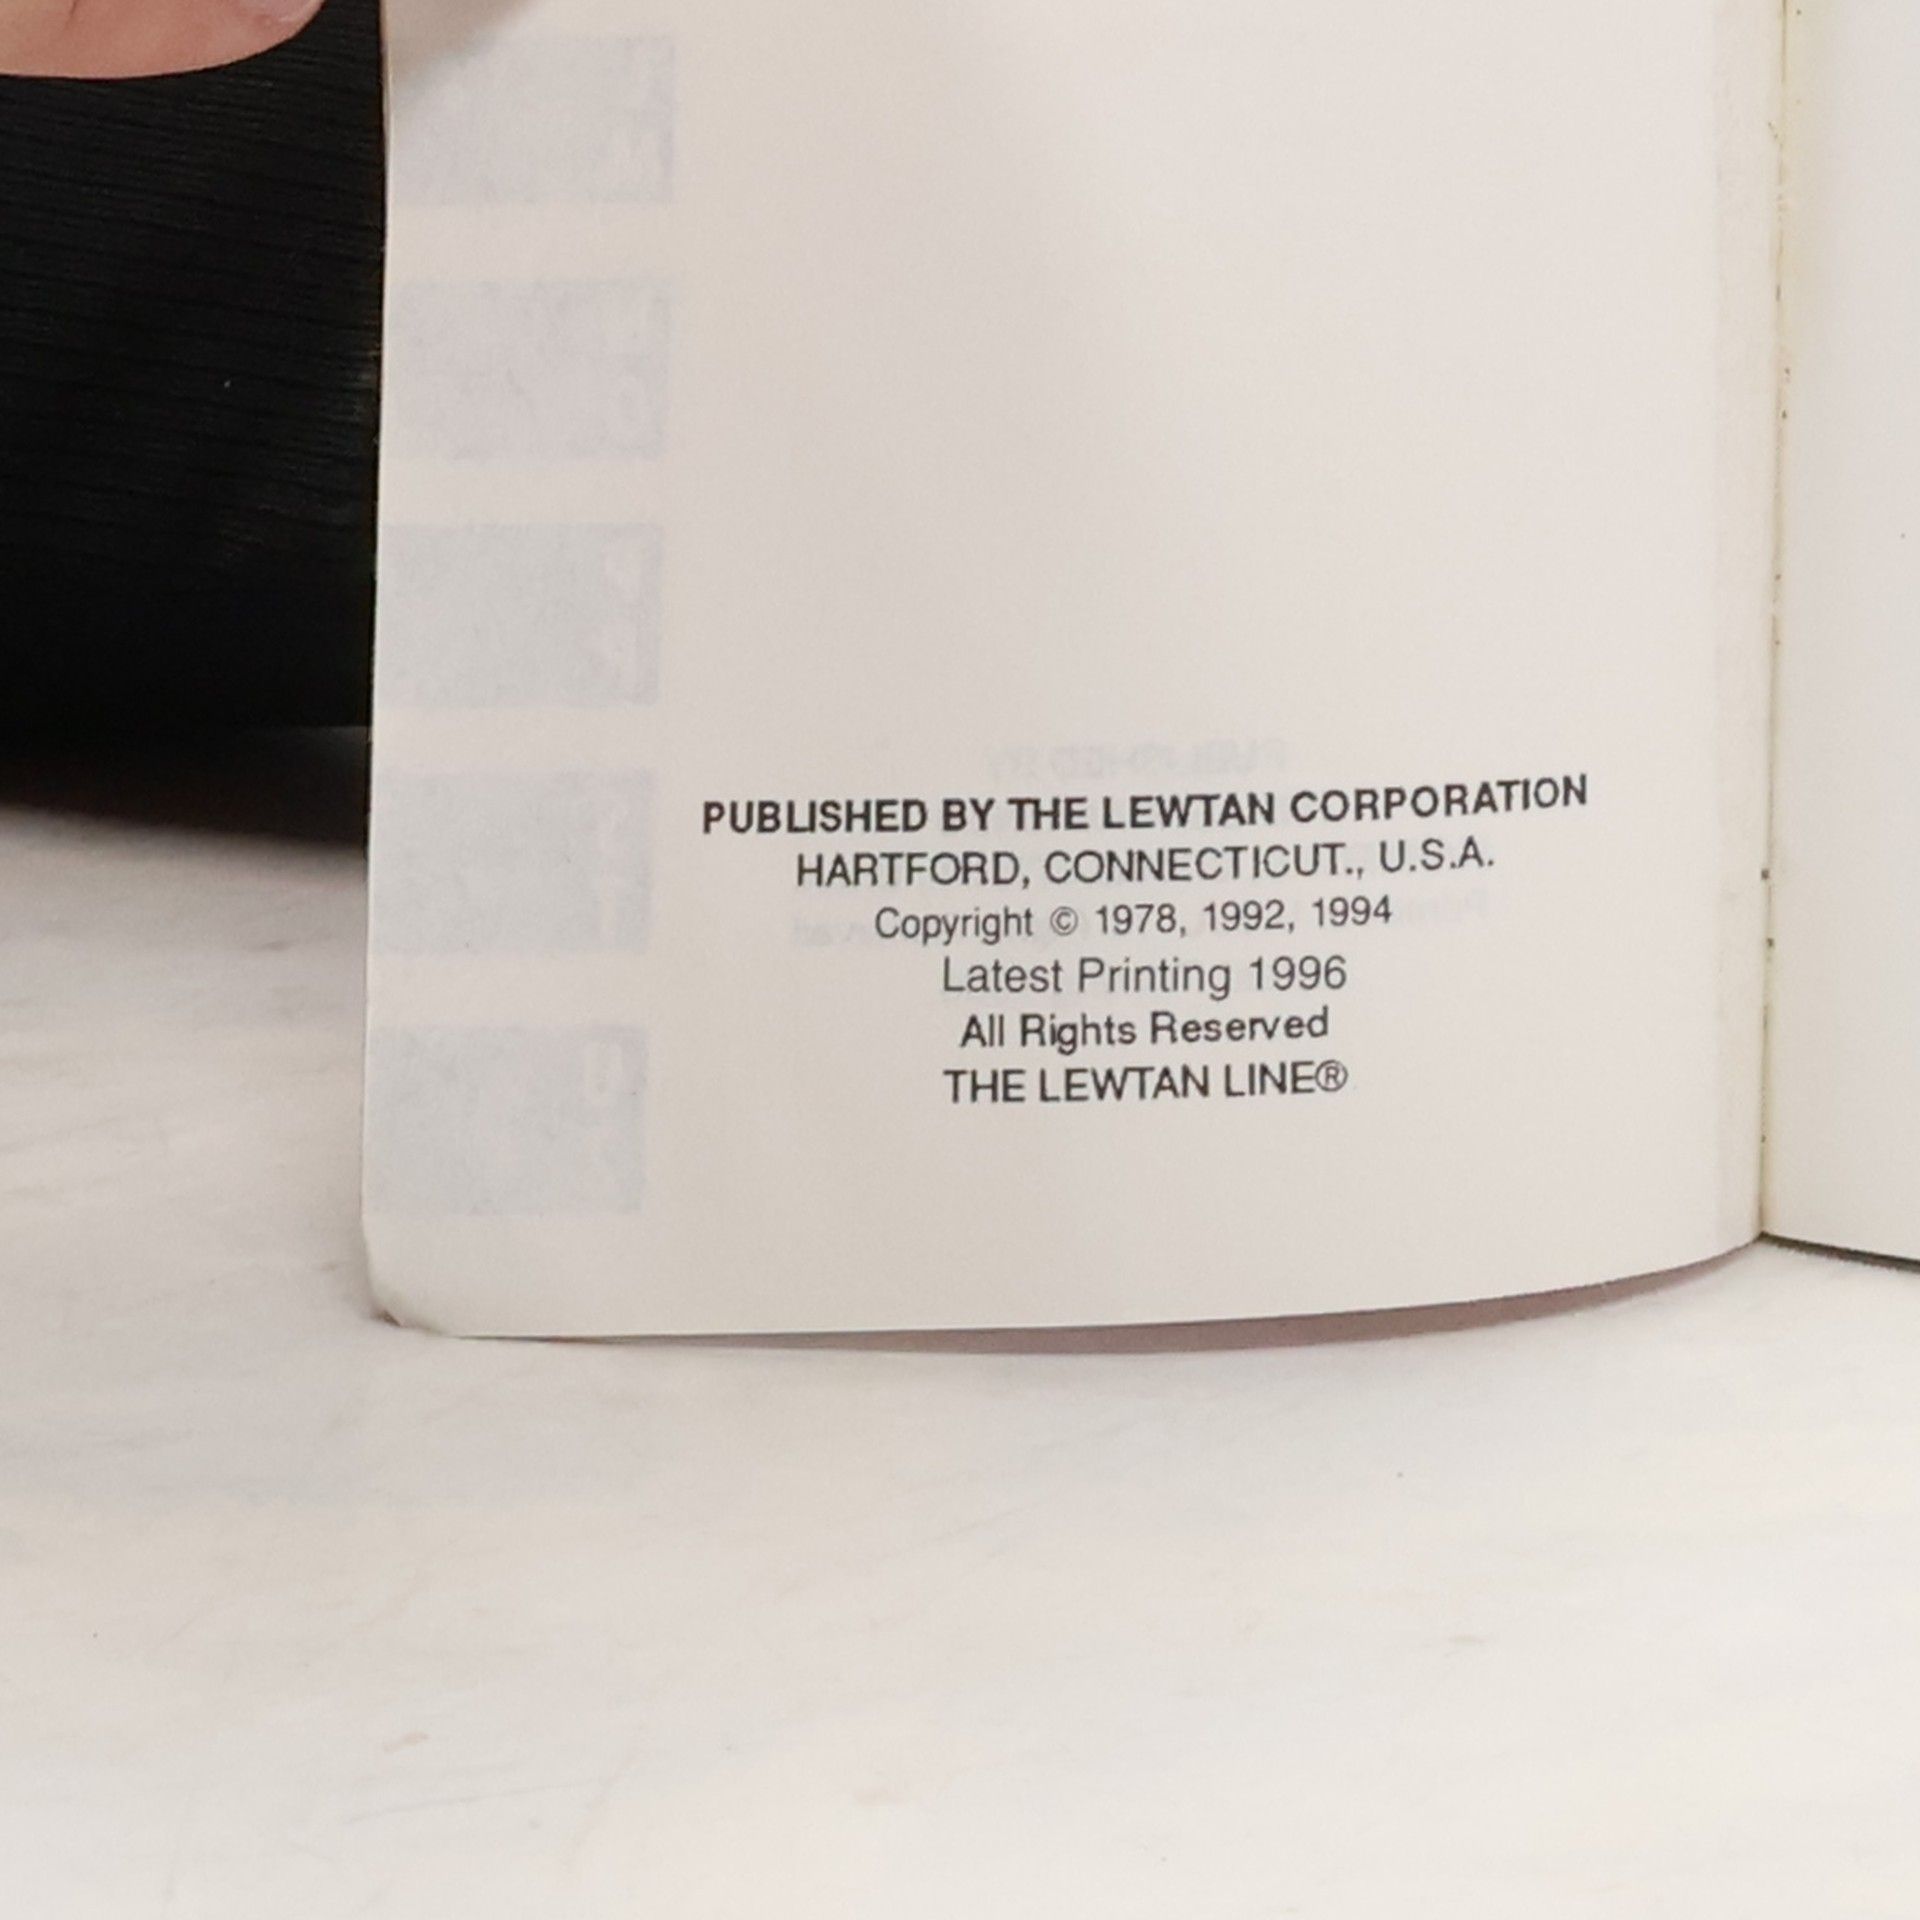 PUBLISHED BY THE LEWTAN CORPORATION
HARTFORD, CONNECTICUT., U.S.A.
Copyright © 1978, 1992, 1994
Latest Printing 1996
All Rights Reserved
THE LEWTAN LINE®